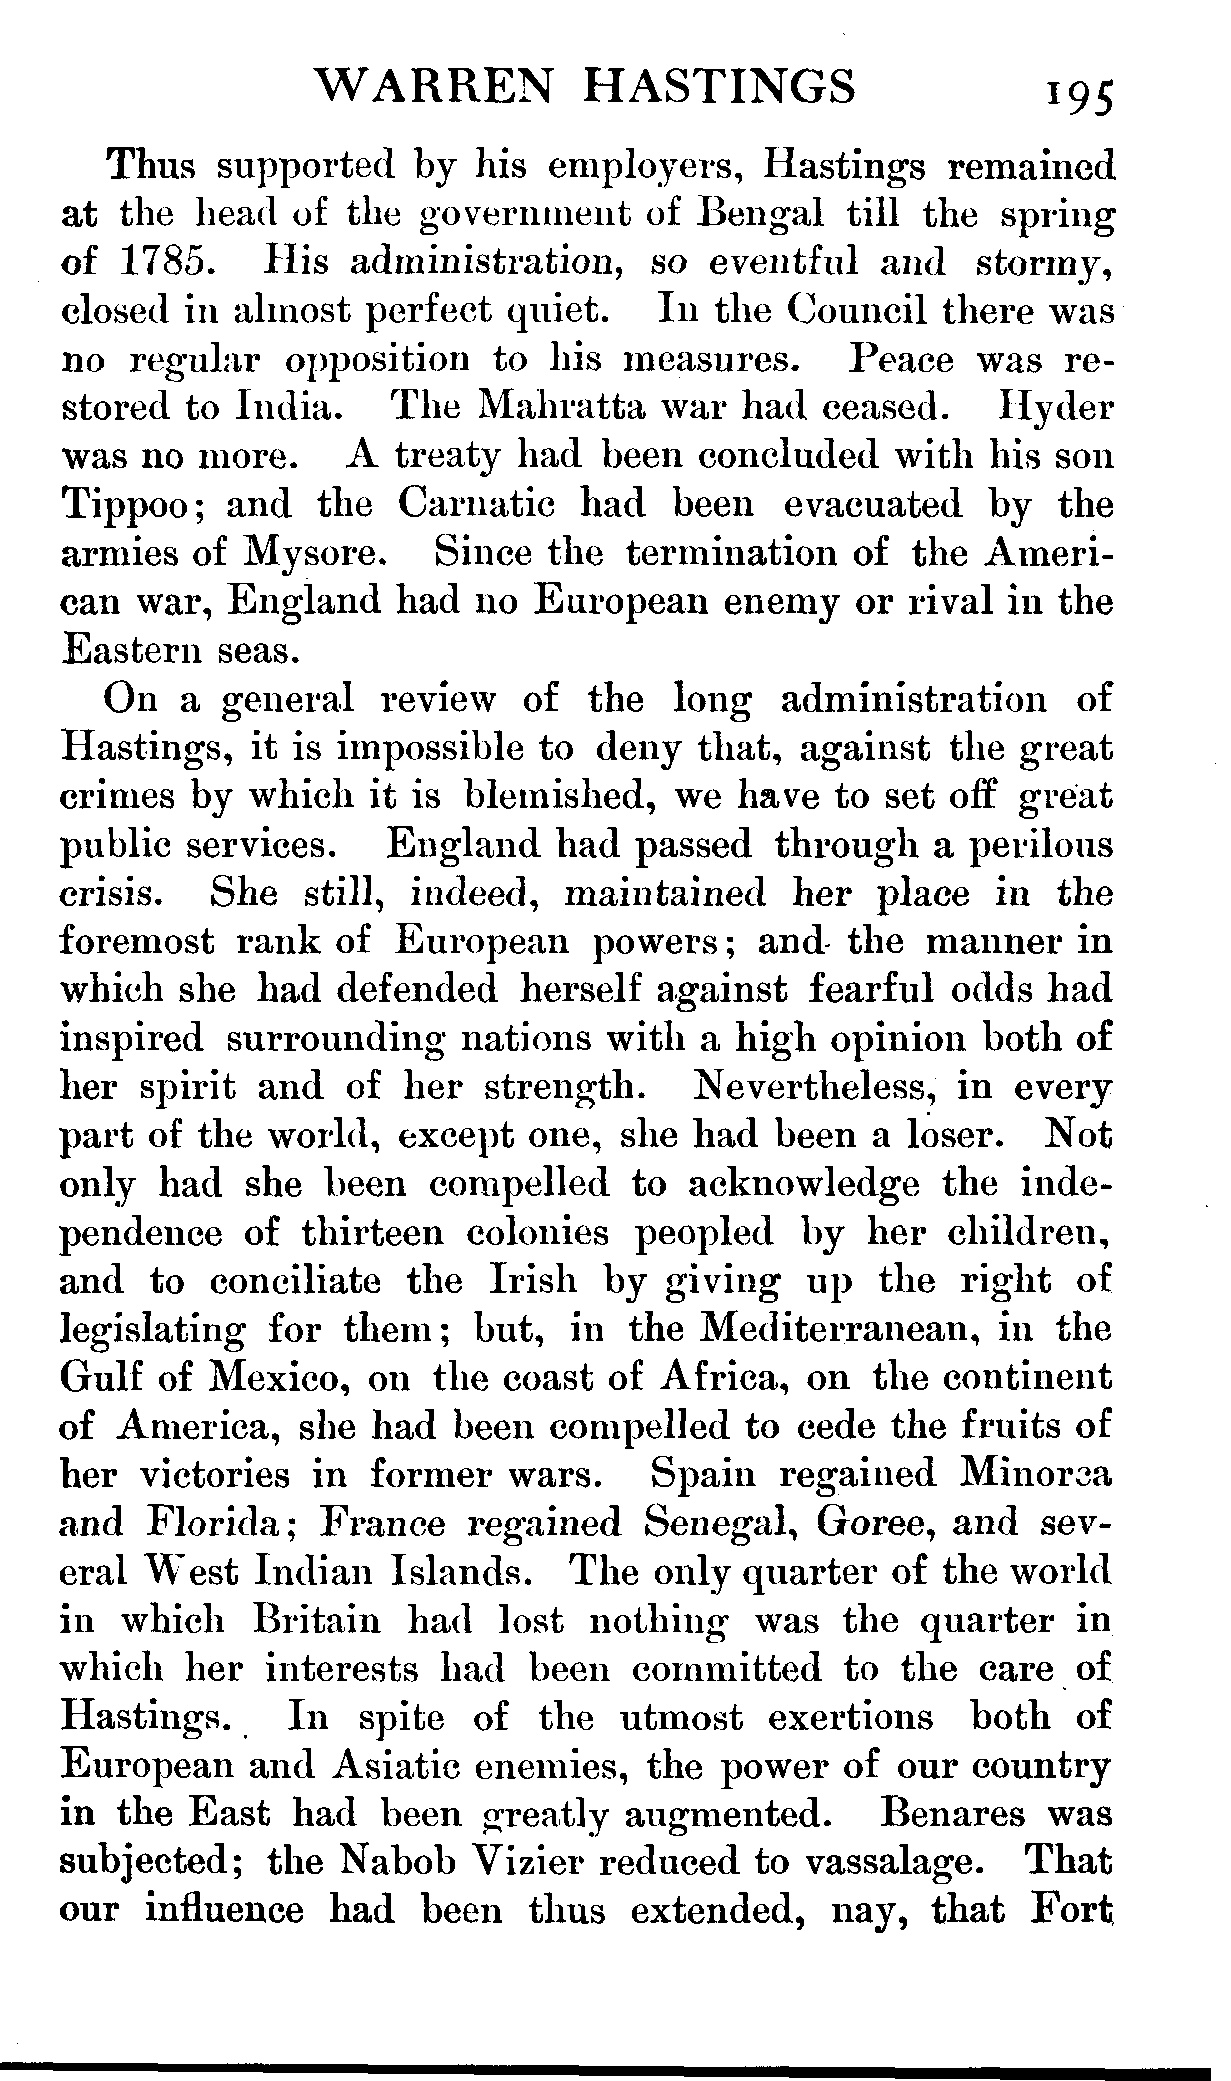 WARREN HASTINGS 195
Thus supported by his employers, Hastings remained
at the head of the government of Bengal till the spring
of 1785. His administration, so eventful and stormy,
closed in almost perfect quiet. In the Council there was
no regular opposition to his measures. Peace was re-
stored to India. The Mahratta war had ceased. Hyder
was no more. A treaty had been concluded with his son
Tippoo; and the Carnatic had been evacuated by the
armies of Mysore. Since the termination of the Ameri-
can war, England had no European enemy or rival in the
Eastern seas.
On a general review of the long administration of
Hastings, it is impossible to deny that, against the great
crimes by which it is blemished, we have to set off great
public services. England had passed through a perilous
crisis. She still, indeed, maintained her place in the
foremost rank of European powers; and the manner in
which she had defended herself against fearful odds had
inspired surrounding nations with a high opinion both of
her spirit and of her strength. Nevertheless, in every
part of the world, except one, she had been a loser. Not
only had she been compelled to acknowledge the inde-
pendence of thirteen colonies peopled by her children,
and to conciliate the Irish by giving up the right of
legislating for them; but, in the Mediterranean, in the
Gulf of Mexico, on the coast of Africa, on the continent
of America, she had been compelled to cede the fruits of
her victories in former wars. Spain regained Minorca
and Florida; France regained Senegal, Goree, and sev-
eral West Indian Islands. The only quarter of the world
in which Britain had lost nothing was the quarter in
which her interests had been committed to the care of
Hastings. In spite of the utmost exertions both of
European and Asiatic enemies, the power of our country
in the East had been greatly augmented. Benares was
subjected; the Nabob Vizier reduced to vassalage. That
our influence had been thus extended, nay, that Fort